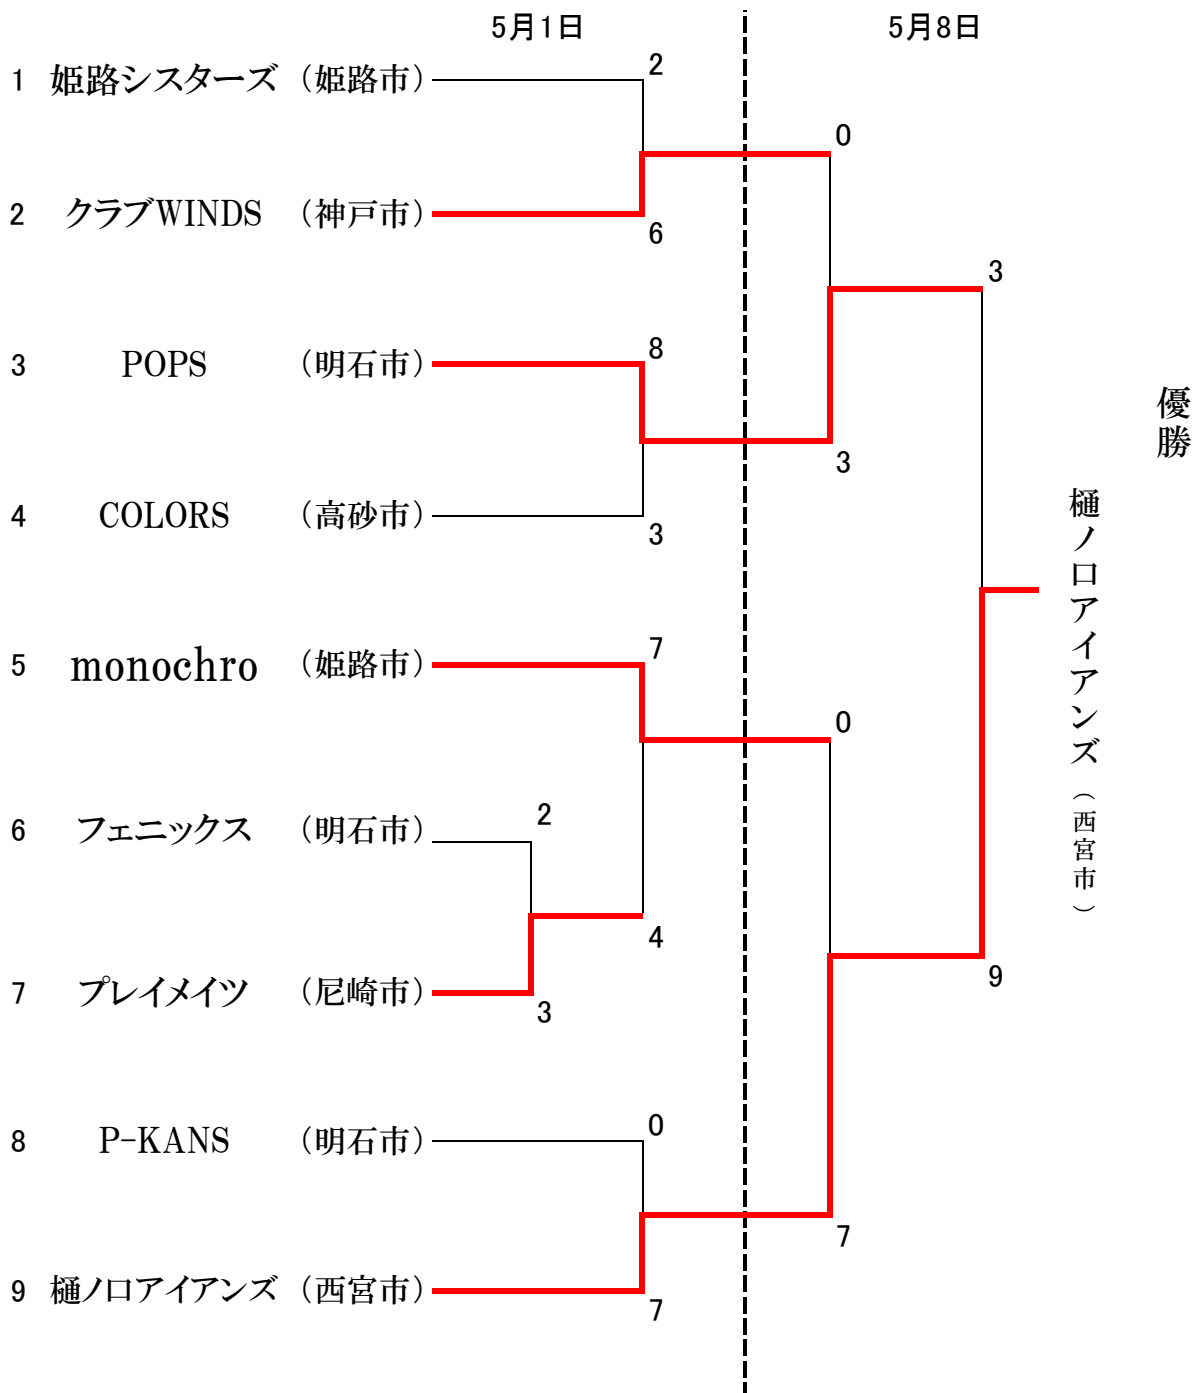 5月1日
5月8日
1 姫路シスターズ (姫路市)
2
0
2 クラブWINDS (神戸市)
6
3
3 POPS (明石市)
8
3
4 COLORS (高砂市)
3
優勝
樋ノ口アイアンズ(西宮市)
5 monochro (姫路市)
7
0
6 フェニックス (明石市)
2
4
7 プレイメイツ (尼崎市)
3
9
8 P-KANS (明石市)
0
7
9 樋ノ口アイアンズ (西宮市)
7